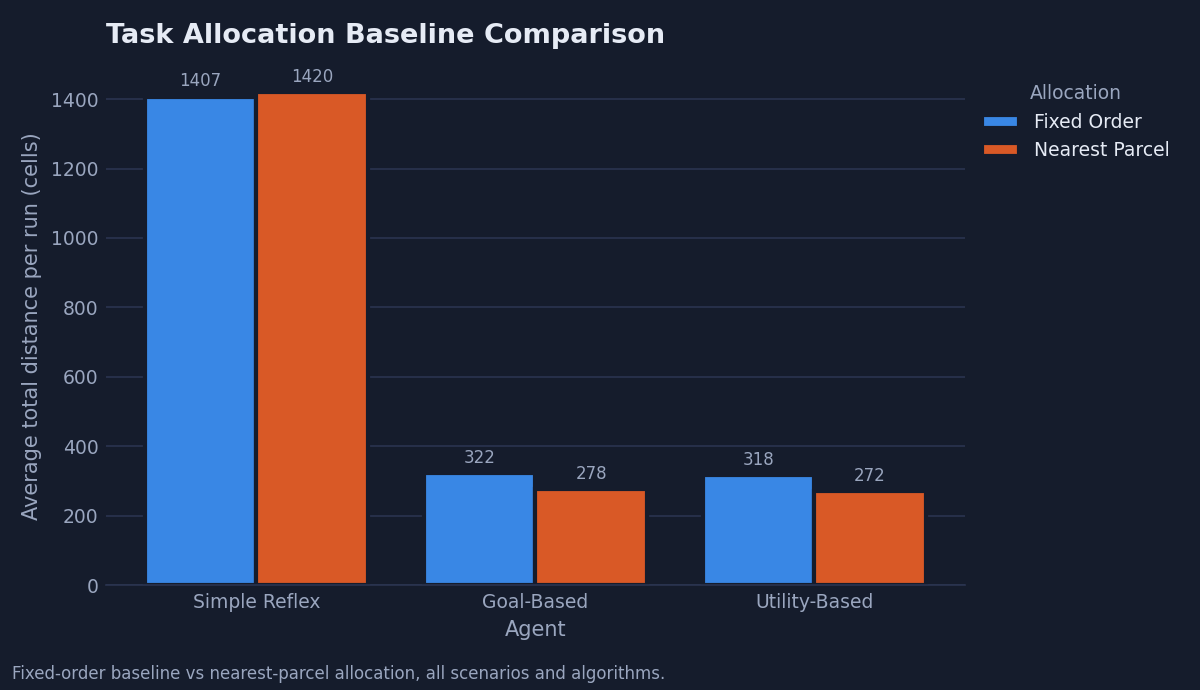 Task Allocation Baseline Comparison
1407
1420
Allocation
Fixed Order
Nearest Parcel
Average total distance per run (cells)
1400
1200
1000
800
600
400
200
0
322
278
318
272
Simple Reflex
Goal-Based
Utility-Based
Agent
Fixed-order baseline vs nearest-parcel allocation, all scenarios and algorithms.